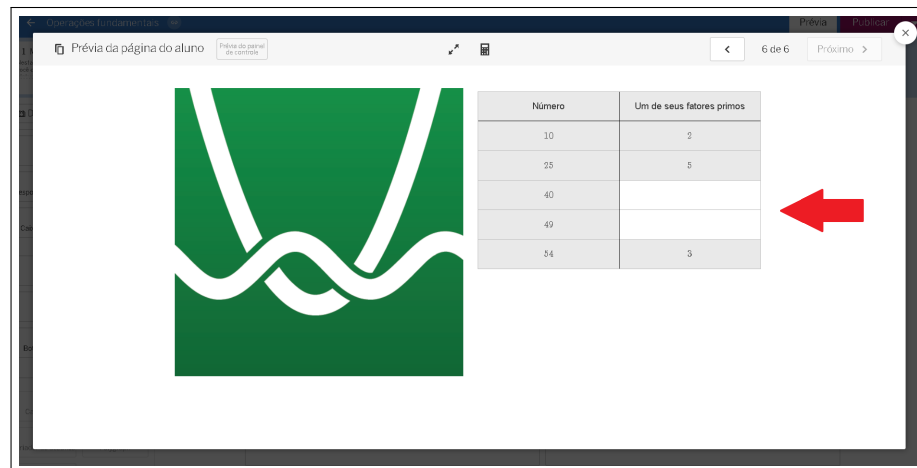 Operações fundamentais
Prévia
Publicar
Prévia da página do aluno
Prévia do painel
de controle
6 de 6
Próximo
Número Um de seus fatores primos
10 2
25 5
40
49
54 3